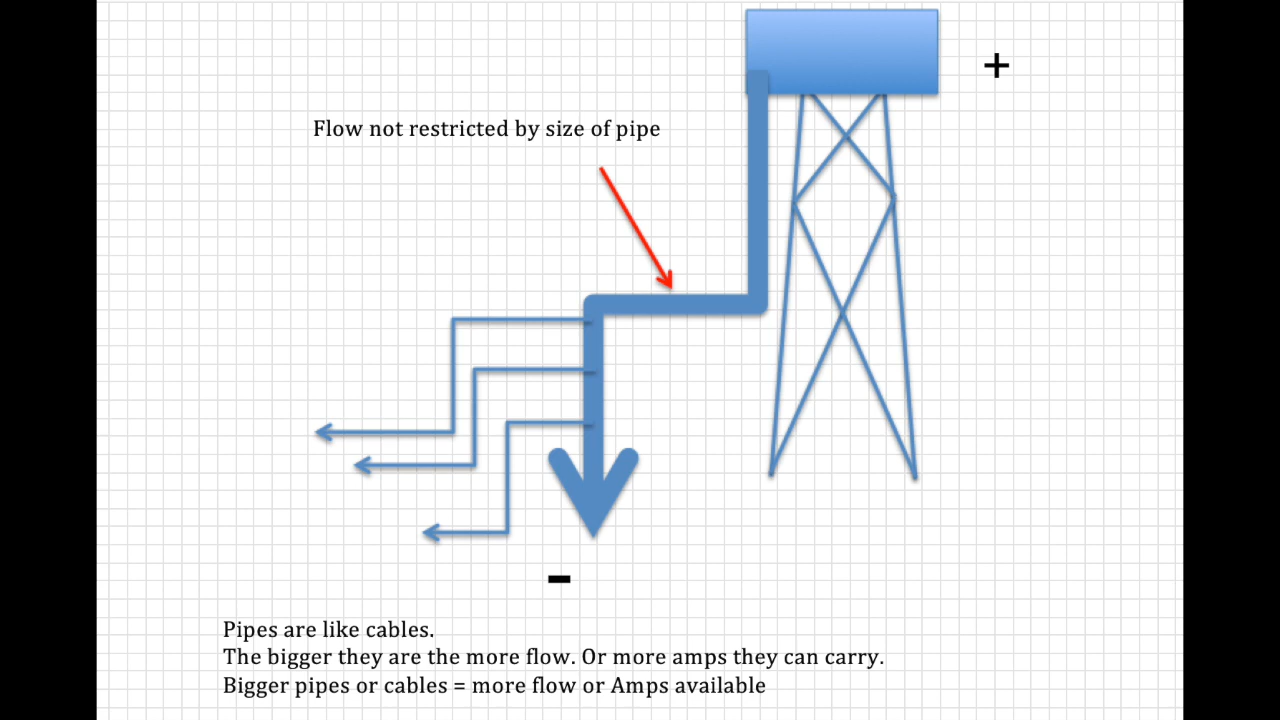 +
Flow not restricted by size of pipe
-
Pipes are like cables.
The bigger they are the more flow. Or more amps they can carry.
Bigger pipes or cables = more flow or Amps available